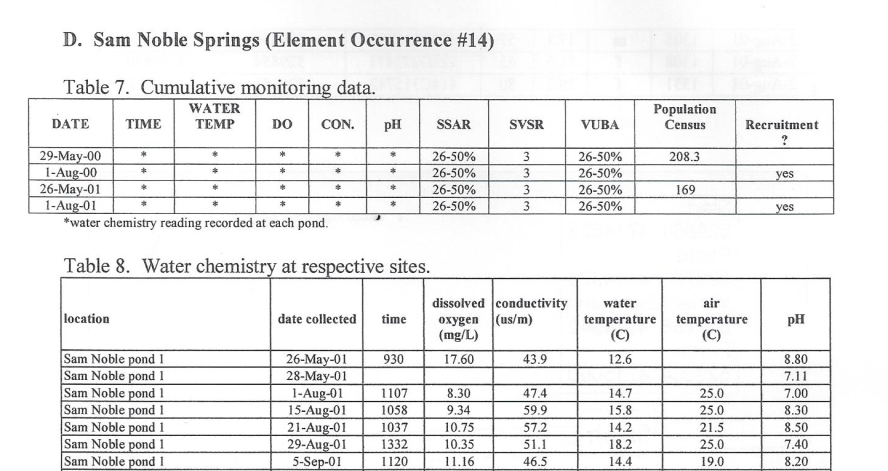 D. Sam Noble Springs (Element Occurrence #14)
Table 7. Cumulative monitoring data.
DATE TIME WATER TEMP DO CON. pH SSAR SVSR VUBA Population Census Recruitment ?
29-May-00 * * * * * 26-50% 3 26-50% 208.3
1-Aug-00 * * * * * 26-50% 3 26-50% yes
26-May-01 * * * * * 26-50% 3 26-50% 169
1-Aug-01 * * * * * 26-50% 3 26-50% yes
*water chemistry reading recorded at each pond.
Table 8. Water chemistry at respective sites.
location date collected time dissolved oxygen (mg/L) conductivity (us/m) water temperature (C) air temperature (C) pH
Sam Noble pond 1 26-May-01 930 17.60 43.9 12.6 8.80
Sam Noble pond 1 28-May-01 7.11
Sam Noble pond 1 1-Aug-01 1107 8.30 47.4 14.7 25.0 7.00
Sam Noble pond 1 15-Aug-01 1058 9.34 59.9 15.8 25.0 8.30
Sam Noble pond 1 21-Aug-01 1037 10.75 57.2 14.2 21.5 8.50
Sam Noble pond 1 29-Aug-01 1332 10.35 51.1 18.2 25.0 7.40
Sam Noble pond 1 5-Sep-01 1120 11.16 46.5 14.4 19.0 8.20